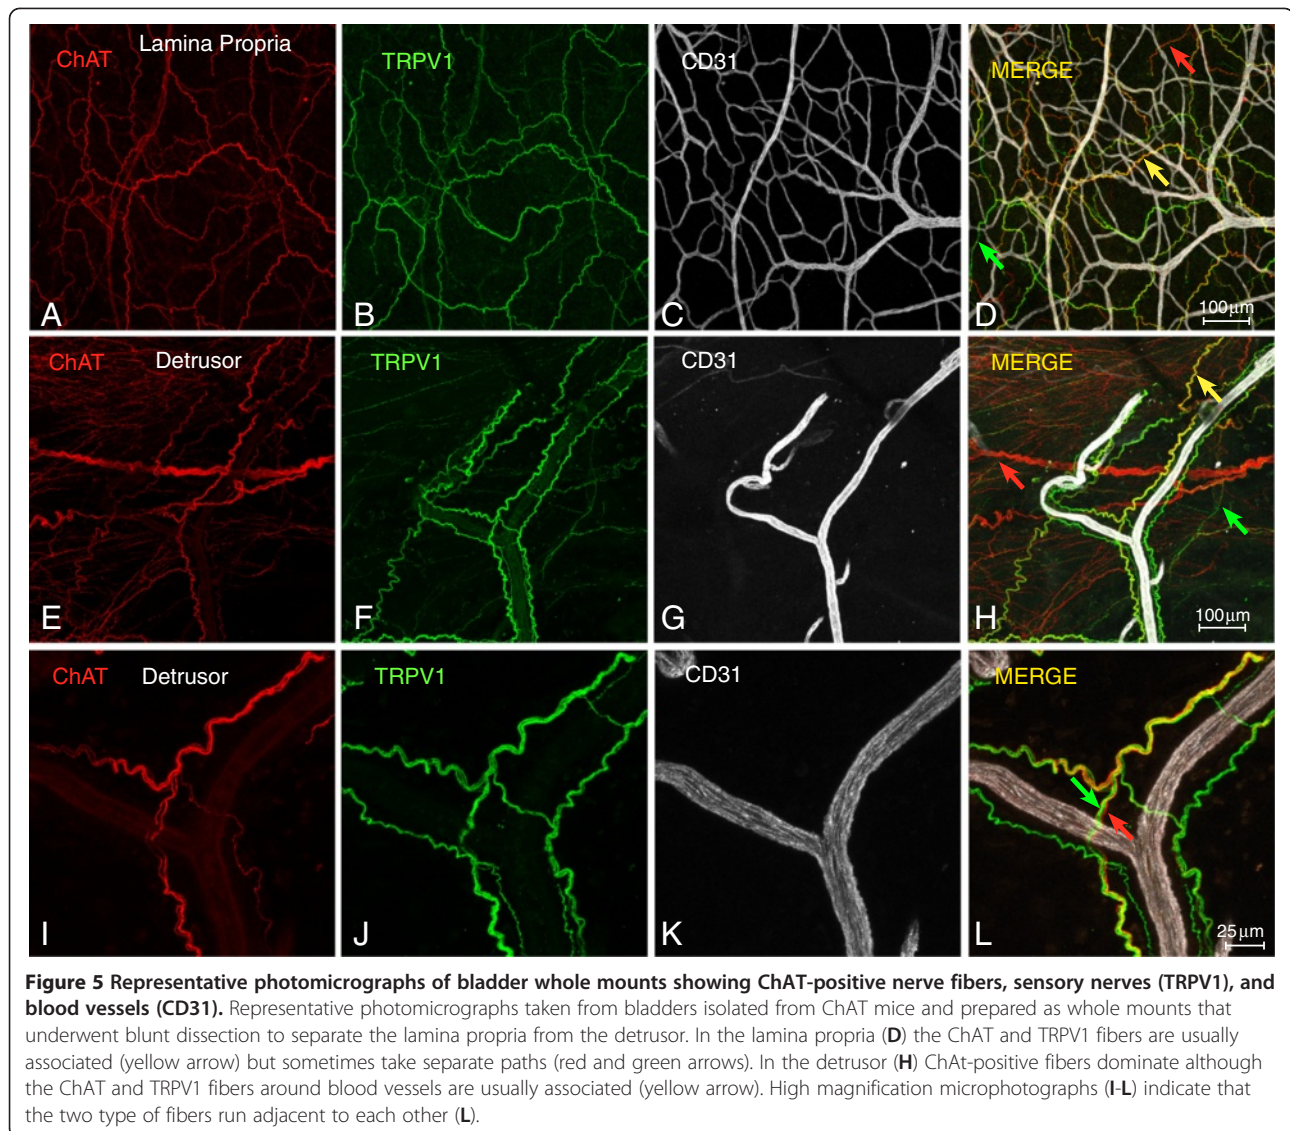 ChAT Lamina Propria TRPV1 CD31 MERGE
A B C D 100μm
ChAT Detrusor TRPV1 CD31 MERGE
E F G H 100μm
ChAT Detrusor TRPV1 CD31 MERGE
I J K L 25μm
Figure 5 Representative photomicrographs of bladder whole mounts showing ChAT-positive nerve fibers, sensory nerves (TRPV1), and
blood vessels (CD31). Representative photomicrographs taken from bladders isolated from ChAT mice and prepared as whole mounts that
underwent blunt dissection to separate the lamina propria from the detrusor. In the lamina propria (D) the ChAT and TRPV1 fibers are usually
associated (yellow arrow) but sometimes take separate paths (red and green arrows). In the detrusor (H) ChAt-positive fibers dominate although
the ChAT and TRPV1 fibers around blood vessels are usually associated (yellow arrow). High magnification microphotographs (I-L) indicate that
the two type of fibers run adjacent to each other (L).